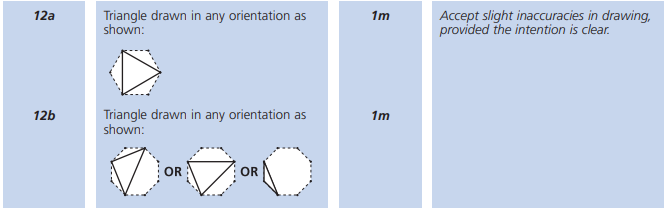 12a
Triangle drawn in any orientation as
shown:
1m
Accept slight inaccuracies in drawing,
provided the intention is clear.
12b
Triangle drawn in any orientation as
shown:
1m
OR OR